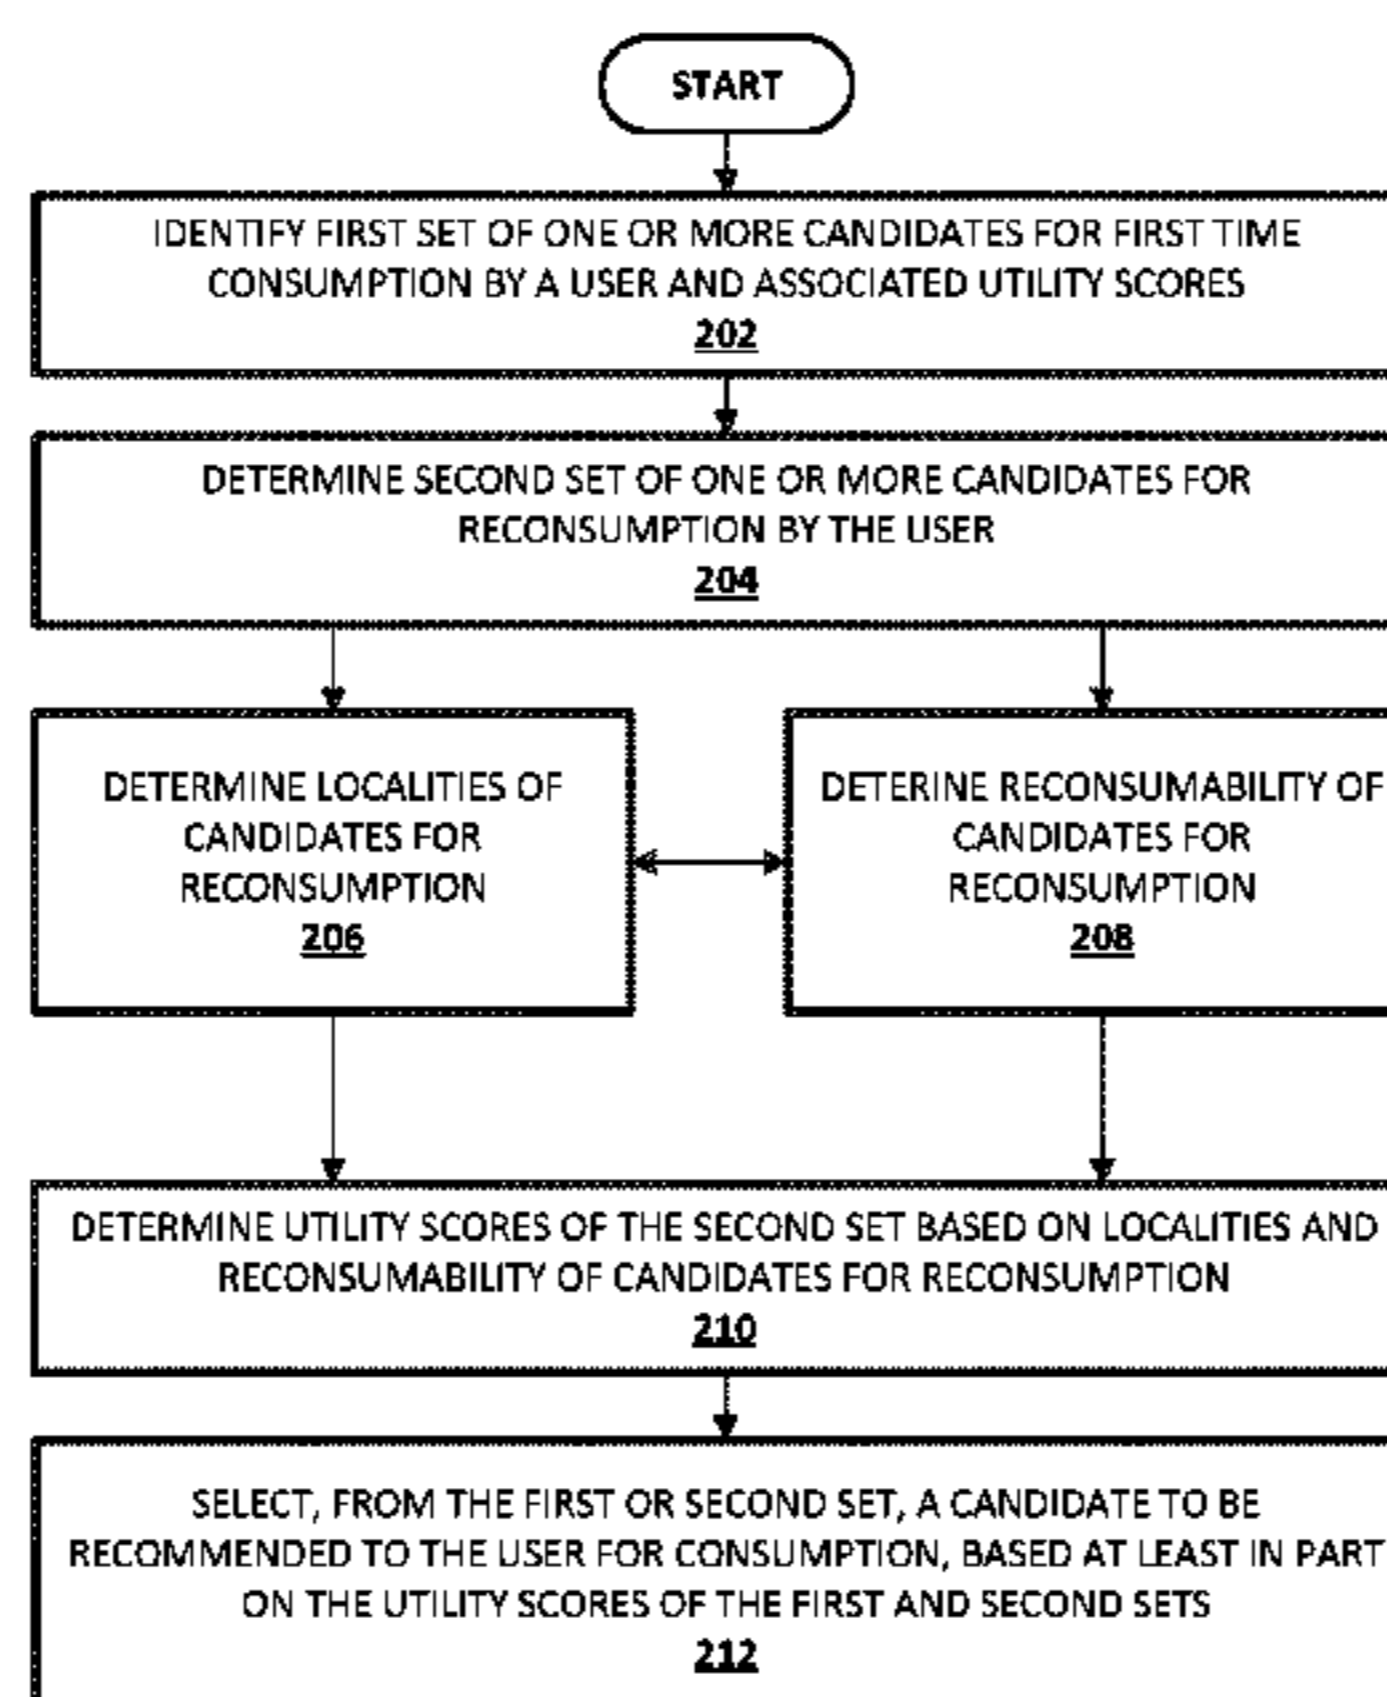 START
IDENTIFY FIRST SET OF ONE OR MORE CANDIDATES FOR FIRST TIME
CONSUMPTION BY A USER AND ASSOCIATED UTILITY SCORES
202
DETERMINE SECOND SET OF ONE OR MORE CANDIDATES FOR
RECONSUMPTION BY THE USER
204
DETERMINE LOCALITIES OF
CANDIDATES FOR
RECONSUMPTION
206
DETERINE RECONSUMABILITY OF
CANDIDATES FOR
RECONSUMPTION
208
DETERMINE UTILITY SCORES OF THE SECOND SET BASED ON LOCALITIES AND
RECONSUMABILITY OF CANDIDATES FOR RECONSUMPTION
210
SELECT, FROM THE FIRST OR SECOND SET, A CANDIDATE TO BE
RECOMMENDED TO THE USER FOR CONSUMPTION, BASED AT LEAST IN PART
ON THE UTILITY SCORES OF THE FIRST AND SECOND SETS
212